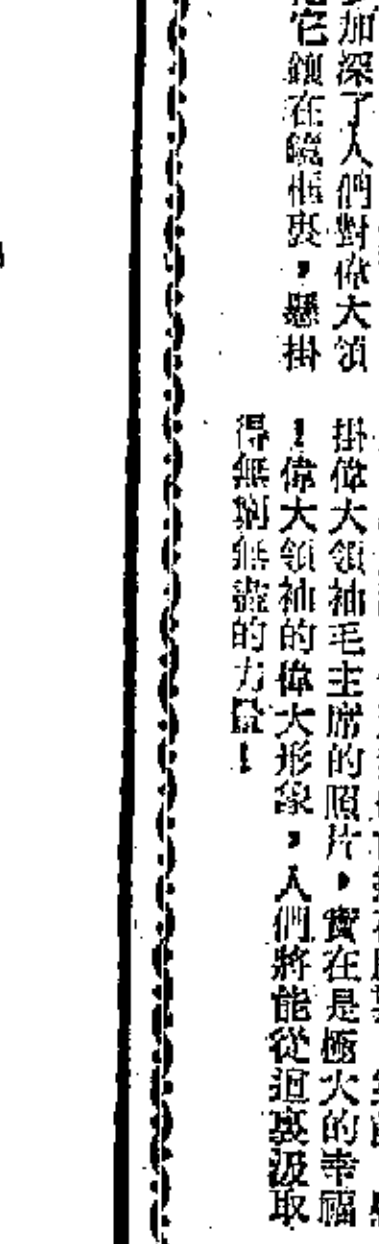 加深了人們對偉大領
它鑲在鏡框裏，懸掛
掛偉大領袖毛主席的照片，實在是極大的幸福
！偉大領袖的偉大形象，人們將能從這裏汲取
得無窮無盡的力量！